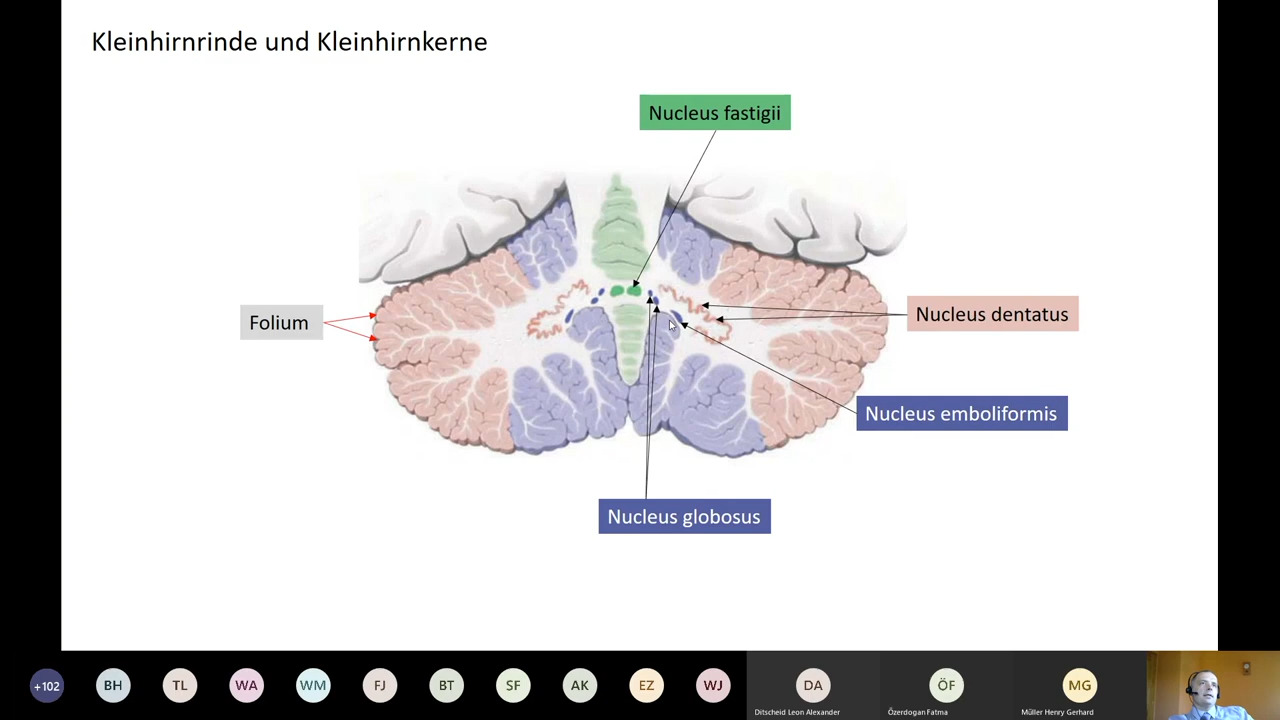 Kleinhirnrinde und Kleinhirnkerne
Nucleus fastigii
Folium
Nucleus dentatus
Nucleus emboliformis
Nucleus globosus
+102
BH
TL
WA
WM
FJ
BT
SF
AK
EZ
WJ
DA
ÖF
MG
Ditscheid Leon Alexander
Özerdogan Fatma
Müller Henry Gerhard